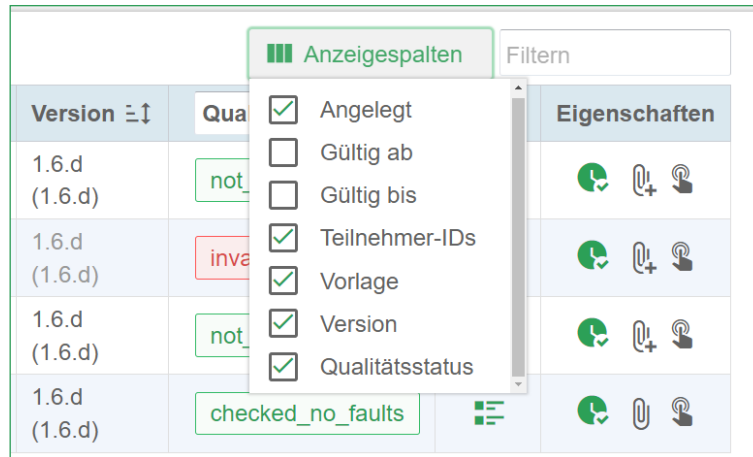 Anzeigespalten Filtern
Version Qua Eigenschaften
Angelegt
Gültig ab
Gültig bis
Teilnehmer-IDs
Vorlage
Version
Qualitätsstatus
1.6.d
(1.6.d)
not_
1.6.d
(1.6.d)
inva
1.6.d
(1.6.d)
not_
1.6.d
(1.6.d)
checked_no_faults